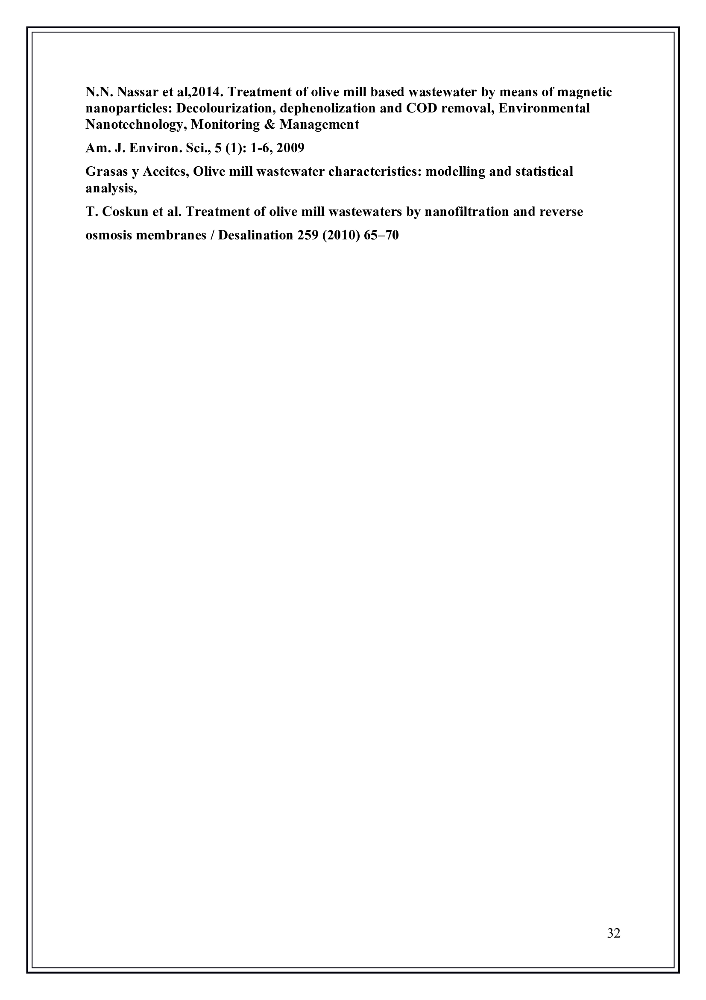 N.N. Nassar et al,2014. Treatment of olive mill based wastewater by means of magnetic
nanoparticles: Decolourization, dephenolization and COD removal, Environmental
Nanotechnology, Monitoring & Management
Am. J. Environ. Sci., 5 (1): 1-6, 2009
Grasas y Aceites, Olive mill wastewater characteristics: modelling and statistical
analysis,
T. Coskun et al. Treatment of olive mill wastewaters by nanofiltration and reverse
osmosis membranes / Desalination 259 (2010) 65–70
32